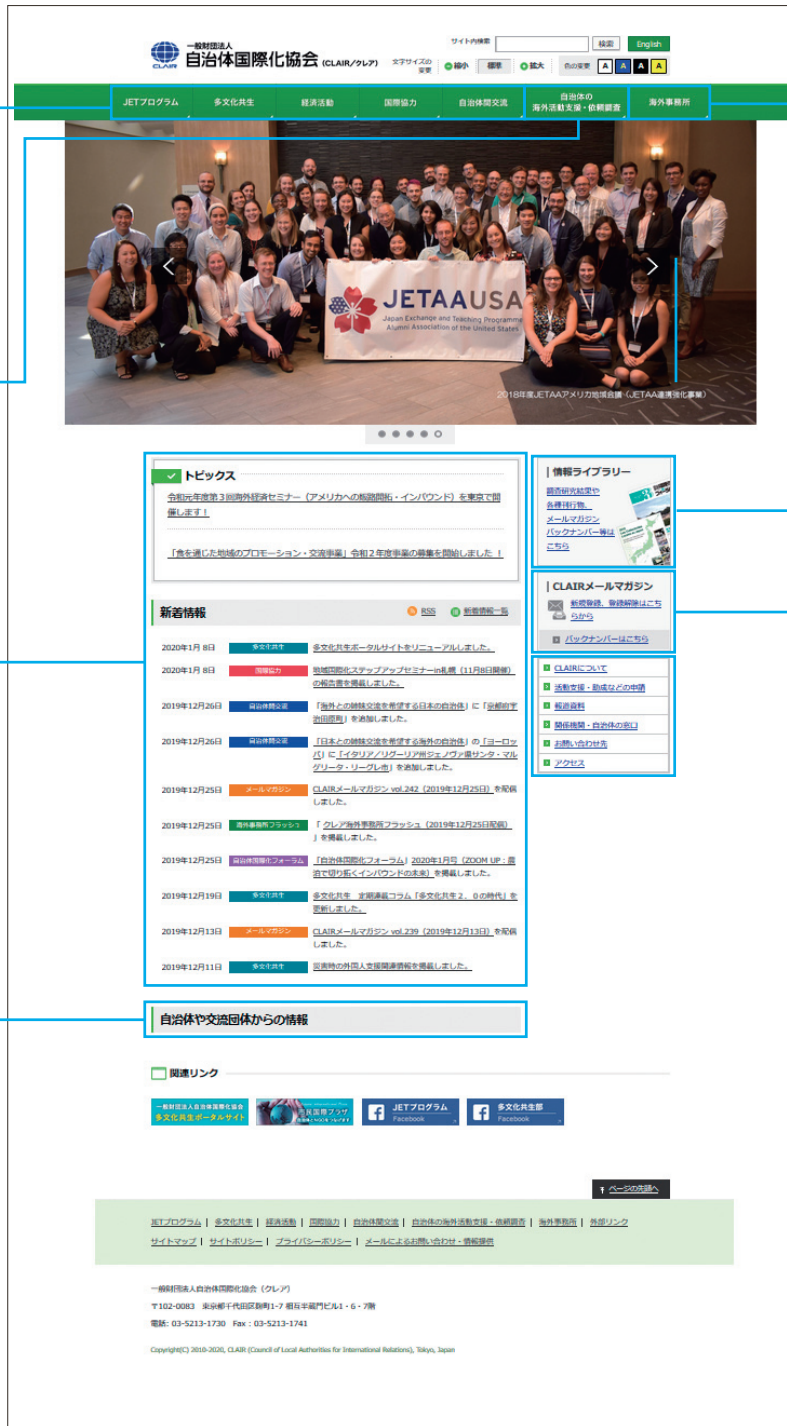 サイト内検索
検索
English
CLAIR
一般財団法人
自治体国際化協会 (CLAIR/クレア)
文字サイズの
変更
縮小
標準
拡大
色の変更
A
A
A
A
JETプログラム
多文化共生
経済活動
国際協力
自治体間交流
自治体の
海外活動支援・依頼調査
海外事務所
JETAAUSA
Japan Exchange and Teaching Programme
Alumni Association of the United States
2018年度JETAAアメリカ地域会議(JETAA連携強化事業)
トピックス
令和元年度第3回海外経済セミナー(アメリカへの販路開拓・インバウンド)を東京で開
催します!
「食を通じた地域のプロモーション・交流事業」令和2年度事業の募集を開始しました !
新着情報
RSS
新着情報一覧
2020年1月 8日 多文化共生 多文化共生ポータルサイトをリニューアルしました。
2020年1月 8日 国際協力 地域国際化ステップアップセミナーin札幌(11月8日開催)
の報告書を掲載しました。
2019年12月26日 自治体間交流 「海外との姉妹交流を希望する日本の自治体」に「京都府宇
治田原町」を追加しました。
2019年12月26日 自治体間交流 「日本との姉妹交流を希望する海外の自治体」の「ヨーロッ
パ」に「イタリア/リグーリア州ジェノヴァ県サンタ・マル
ゲリータ・リーグレ市」を追加しました。
2019年12月25日 メールマガジン CLAIRメールマガジン vol.242(2019年12月25日)を配信
しました。
2019年12月25日 海外事務所フラッシュ 「 クレア海外事務所フラッシュ(2019年12月25日配信)
」を掲載しました。
2019年12月25日 自治体国際化フォーラム 「自治体国際化フォーラム」2020年1月号(ZOOM UP:農
泊で切り拓くインバウンドの未来)を掲載しました。
2019年12月19日 多文化共生 多文化共生 定期連載コラム「多文化共生2.0の時代」を
更新しました。
2019年12月13日 メールマガジン CLAIRメールマガジン vol.239(2019年12月13日)を配信
しました。
2019年12月11日 多文化共生 災害時の外国人支援関連情報を掲載しました。
情報ライブラリー
調査研究結果や
各種刊行物、
メールマガジン
バックナンバー等は
こちら
CLAIRメールマガジン
新規登録、登録解除はこち
らから
バックナンバーはこちら
CLAIRについて
活動支援・助成などの申請
報道資料
関係機関・自治体の窓口
お問い合わせ先
アクセス
自治体や交流団体からの情報
関連リンク
一般財団法人自治体国際化協会
多文化共生ポータルサイト
市民国際プラザ
JETプログラム
Facebook
多文化共生部
Facebook
ページの先頭へ
JETプログラム | 多文化共生 | 経済活動 | 国際協力 | 自治体間交流 | 自治体の海外活動支援・依頼調査 | 海外事務所 | 外部リンク
サイトマップ | サイトポリシー | プライバシーポリシー | メールによるお問い合わせ・情報提供
一般財団法人自治体国際化協会(クレア)
〒102-0083 東京都千代田区麹町1-7 相互半蔵門ビル1・6・7階
電話: 03-5213-1730 Fax : 03-5213-1741
Copyright(C) 2010-2020, CLAIR (Council of Local Authorities for International Relations), Tokyo, Japan